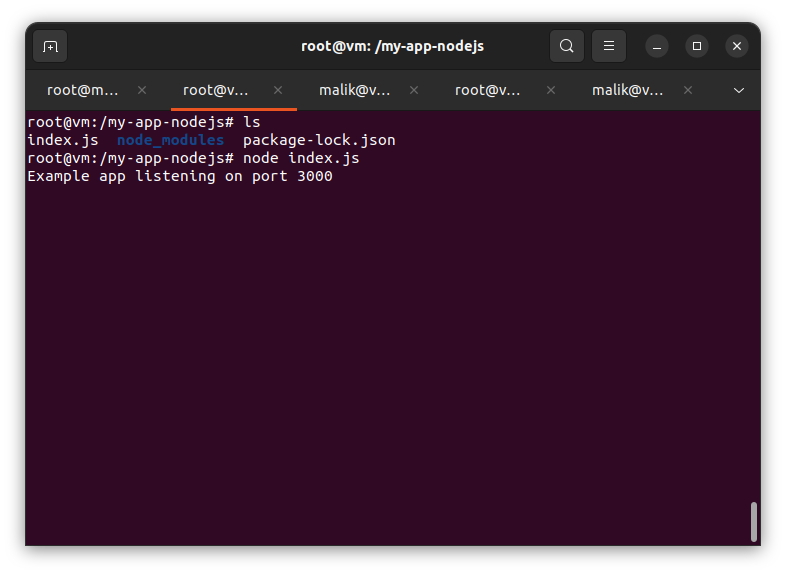 root@vm: /my-app-nodejs
root@m... root@v... malik@v... root@v... malik@v...
root@vm:/my-app-nodejs# ls
index.js  node_modules  package-lock.json
root@vm:/my-app-nodejs# node index.js
Example app listening on port 3000